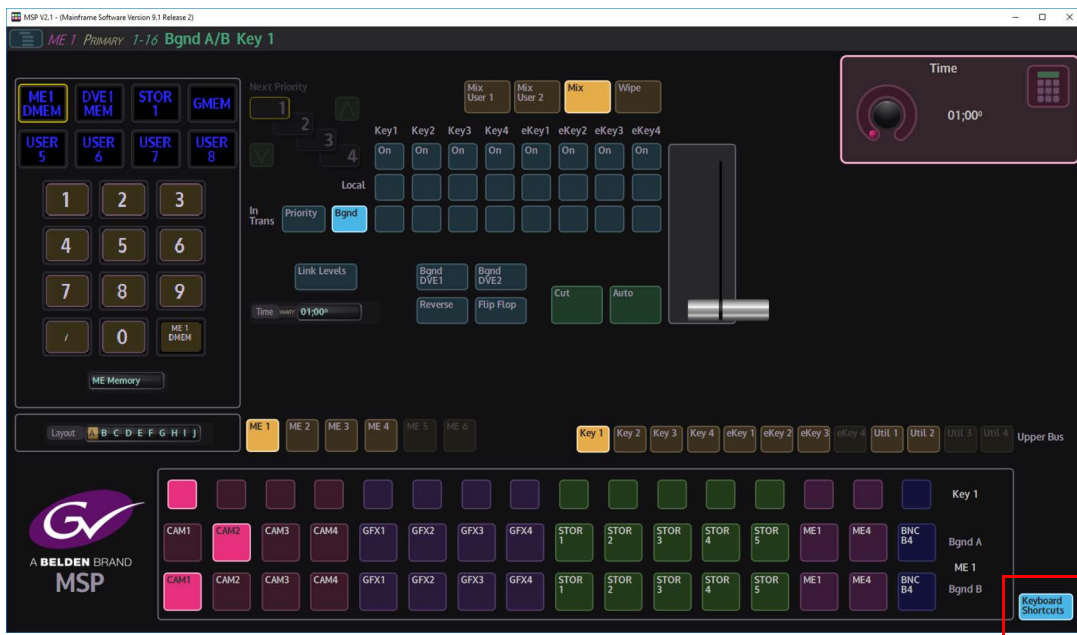 MSP V2.1 - (Mainframe Software Version 9.1 Release 2)
ME 1 PRIMARY 1-16 Bgnd A/B Key 1
ME1 DMEM
DVE1 MEM
STOR 1
GMEM
USER 5
USER 6
USER 7
USER 8
1 2 3
4 5 6
7 8 9
/ 0 ME 1 DMEM
ME Memory
Layout A B C D E F G H I J
Next Priority
1
2
3
4
Mix User 1
Mix User 2
Mix
Wipe
Key1 Key2 Key3 Key4 eKey1 eKey2 eKey3 eKey4
On On On On On On On On
Local
In Trans
Priority
Bgnd
Link Levels
Bgnd DVE1
Bgnd DVE2
Reverse
Flip Flop
Cut
Auto
Time 01;00⁰
Time
01;00⁰
ME 1 ME 2 ME 3 ME 4 ME 5 ME 6
Key 1 Key 2 Key 3 Key 4 eKey 1 eKey 2 eKey 3 eKey 4 Util 1 Util 2 Util 3 Util 4 Upper Bus
GV
A BELDEN BRAND
MSP
Key 1
CAM1 CAM2 CAM3 CAM4 GFX1 GFX2 GFX3 GFX4 STOR 1 STOR 2 STOR 3 STOR 4 STOR 5 ME1 ME4 BNC B4 Bgnd A
ME 1
CAM1 CAM2 CAM3 CAM4 GFX1 GFX2 GFX3 GFX4 STOR 1 STOR 2 STOR 3 STOR 4 STOR 5 ME1 ME4 BNC B4 Bgnd B
Keyboard Shortcuts